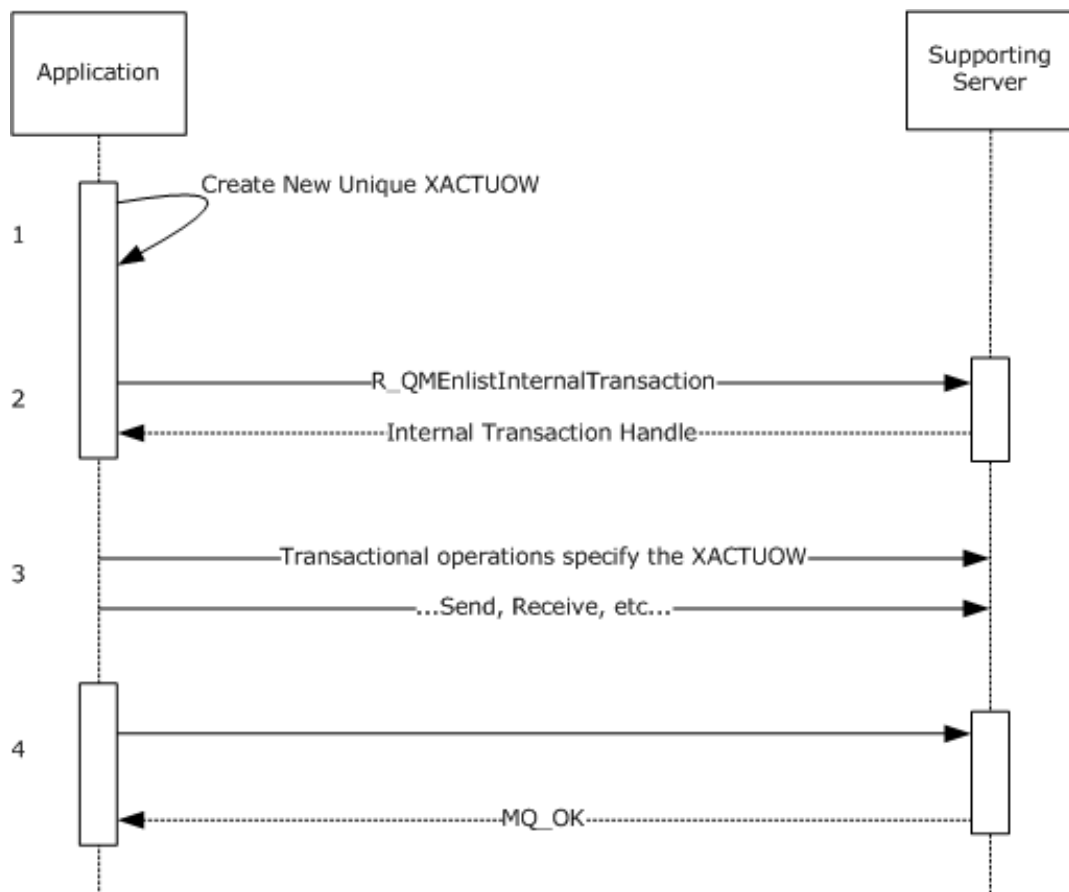 Application
Supporting
Server
Create New Unique XACTUOW
1
R_QMEnlistInternalTransaction
2
Internal Transaction Handle
Transactional operations specify the XACTUOW
3
...Send, Receive, etc...
4
MQ_OK